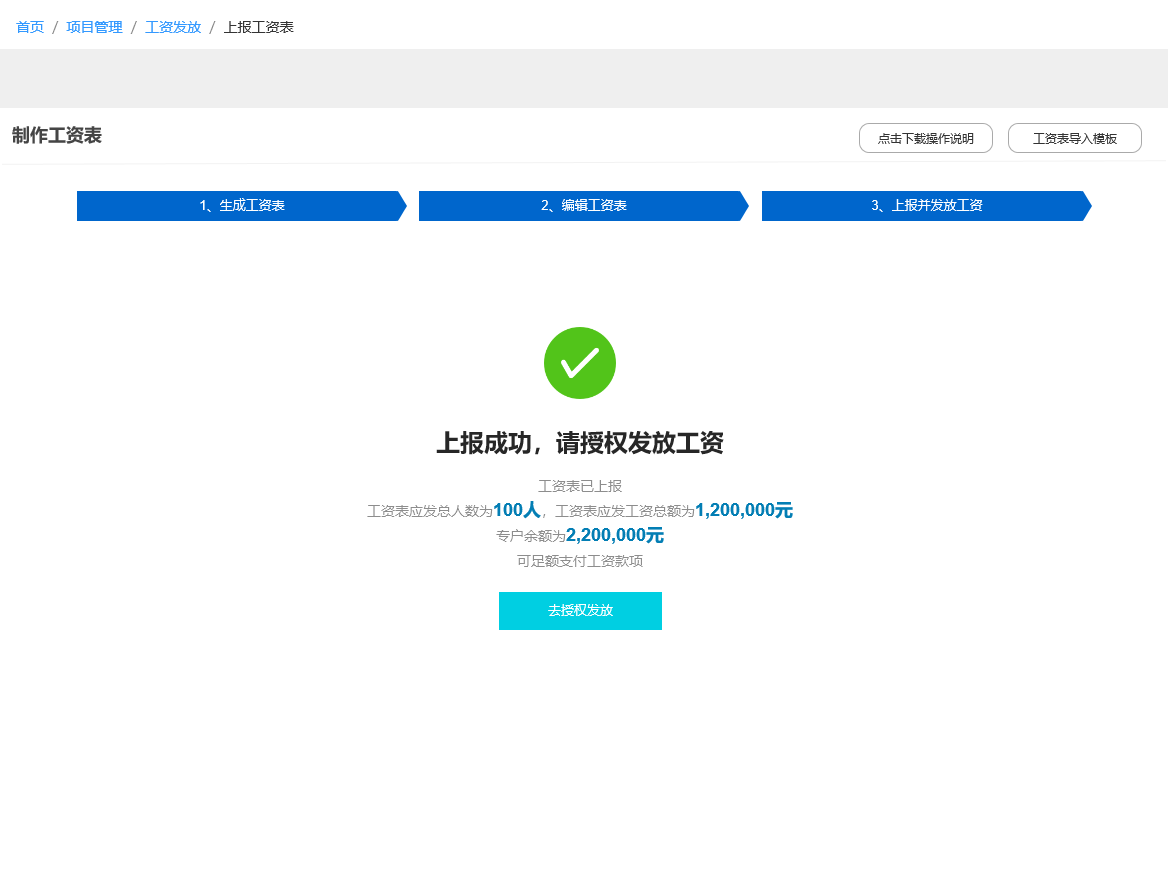 首页 / 项目管理 / 工资发放 / 上报工资表
制作工资表
点击下载操作说明
工资表导入模板
1、生成工资表
2、编辑工资表
3、上报并发放工资
上报成功，请授权发放工资
工资表已上报
工资表应发总人数为100人，工资表应发工资总额为1,200,000元
专户余额为2,200,000元
可足额支付工资款项
去授权发放